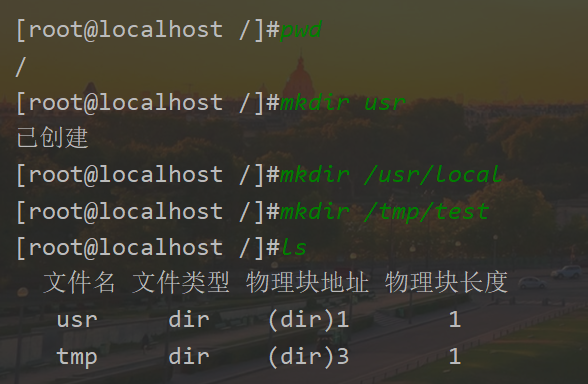 [root@localhost /]#pwd
/
[root@localhost /]#mkdir usr
已创建
[root@localhost /]#mkdir /usr/local
[root@localhost /]#mkdir /tmp/test
[root@localhost /]#ls
文件名 文件类型 物理块地址 物理块长度
usr dir (dir)1 1
tmp dir (dir)3 1